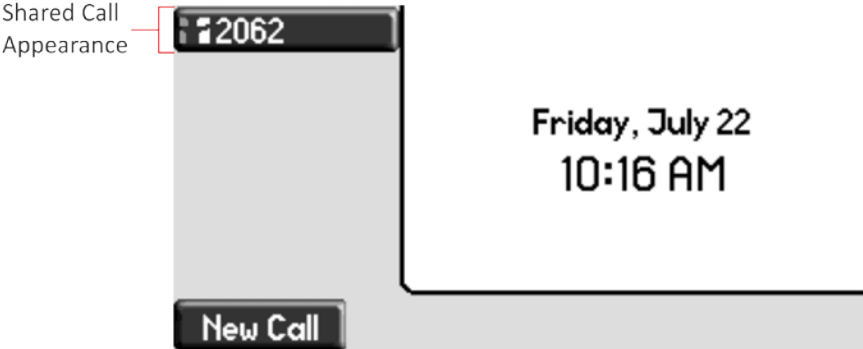 Shared Call
Appearance
2062
Friday, July 22
10:16 AM
New Call